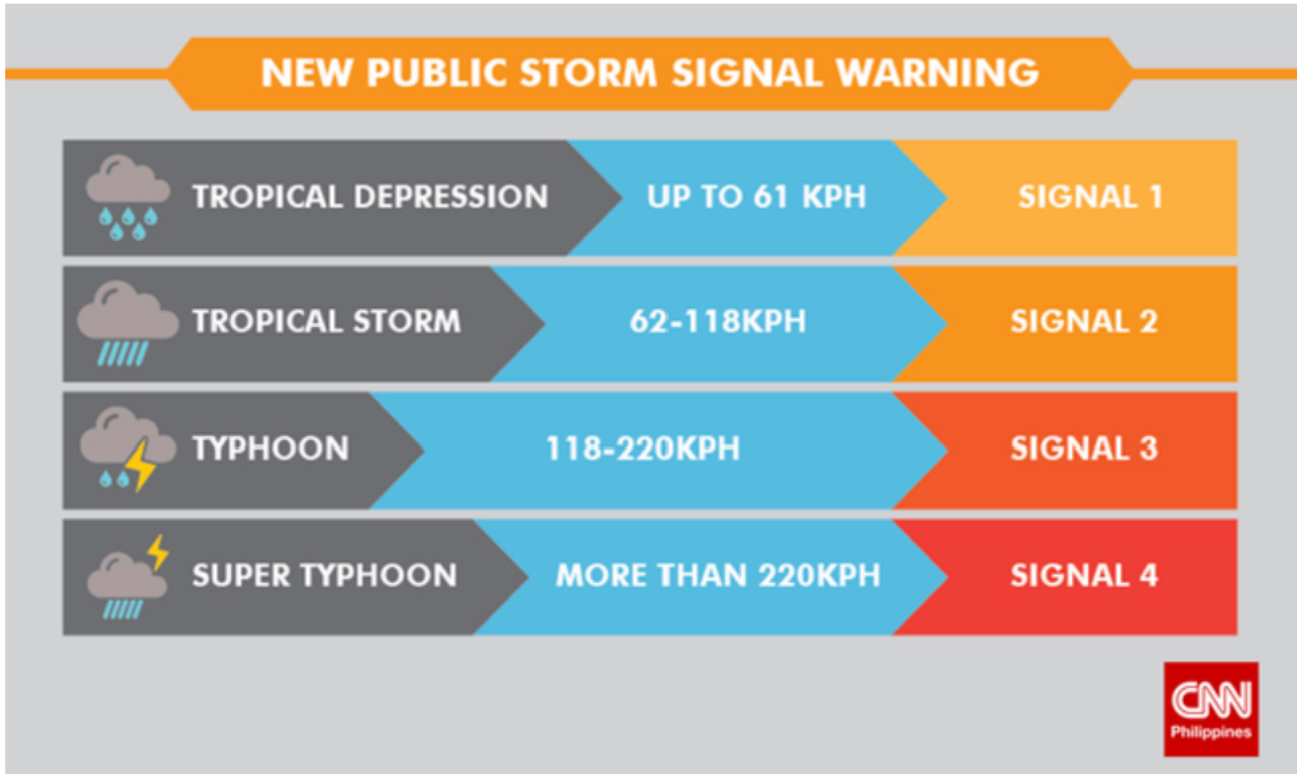 NEW PUBLIC STORM SIGNAL WARNING
TROPICAL DEPRESSION UP TO 61 KPH SIGNAL 1
TROPICAL STORM 62-118KPH SIGNAL 2
TYPHOON 118-220KPH SIGNAL 3
SUPER TYPHOON MORE THAN 220KPH SIGNAL 4
CNN
Philippines